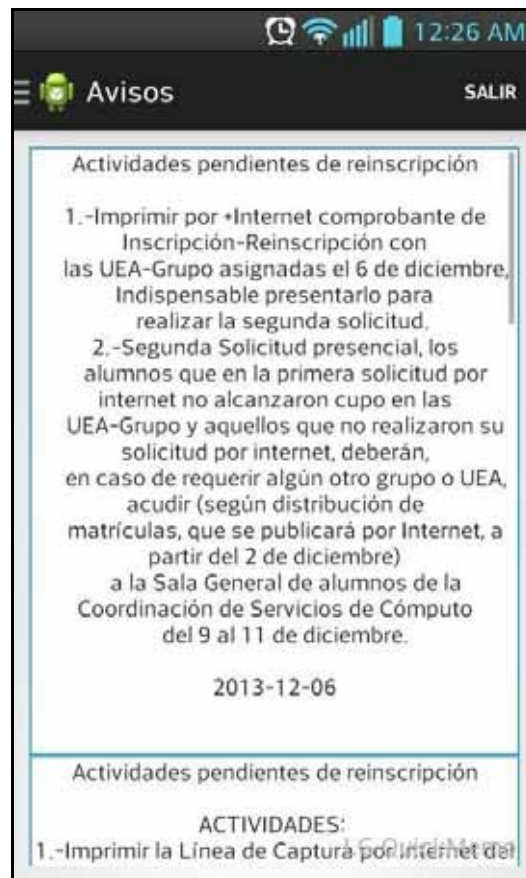 12:26 AM
Avisos SALIR
Actividades pendientes de reinscripción
1.-Imprimir por •Internet comprobante de
Inscripción-Reinscripción con
las UEA-Grupo asignadas el 6 de diciembre,
Indispensable presentarlo para
realizar la segunda solicitud.
2.-Segunda Solicitud presencial, los
alumnos que en la primera solicitud por
internet no alcanzaron cupo en las
UEA-Grupo y aquellos que no realizaron su
solicitud por internet, deberán,
en caso de requerir algún otro grupo o UEA,
acudir (según distribución de
matrículas, que se publicará por Internet, a
partir del 2 de diciembre)
a la Sala General de alumnos de la
Coordinación de Servicios de Cómputo
del 9 al 11 de diciembre.
2013-12-06
Actividades pendientes de reinscripción
ACTIVIDADES:
1.-Imprimir la Línea de Captura por Internet del
LG QuickMemo